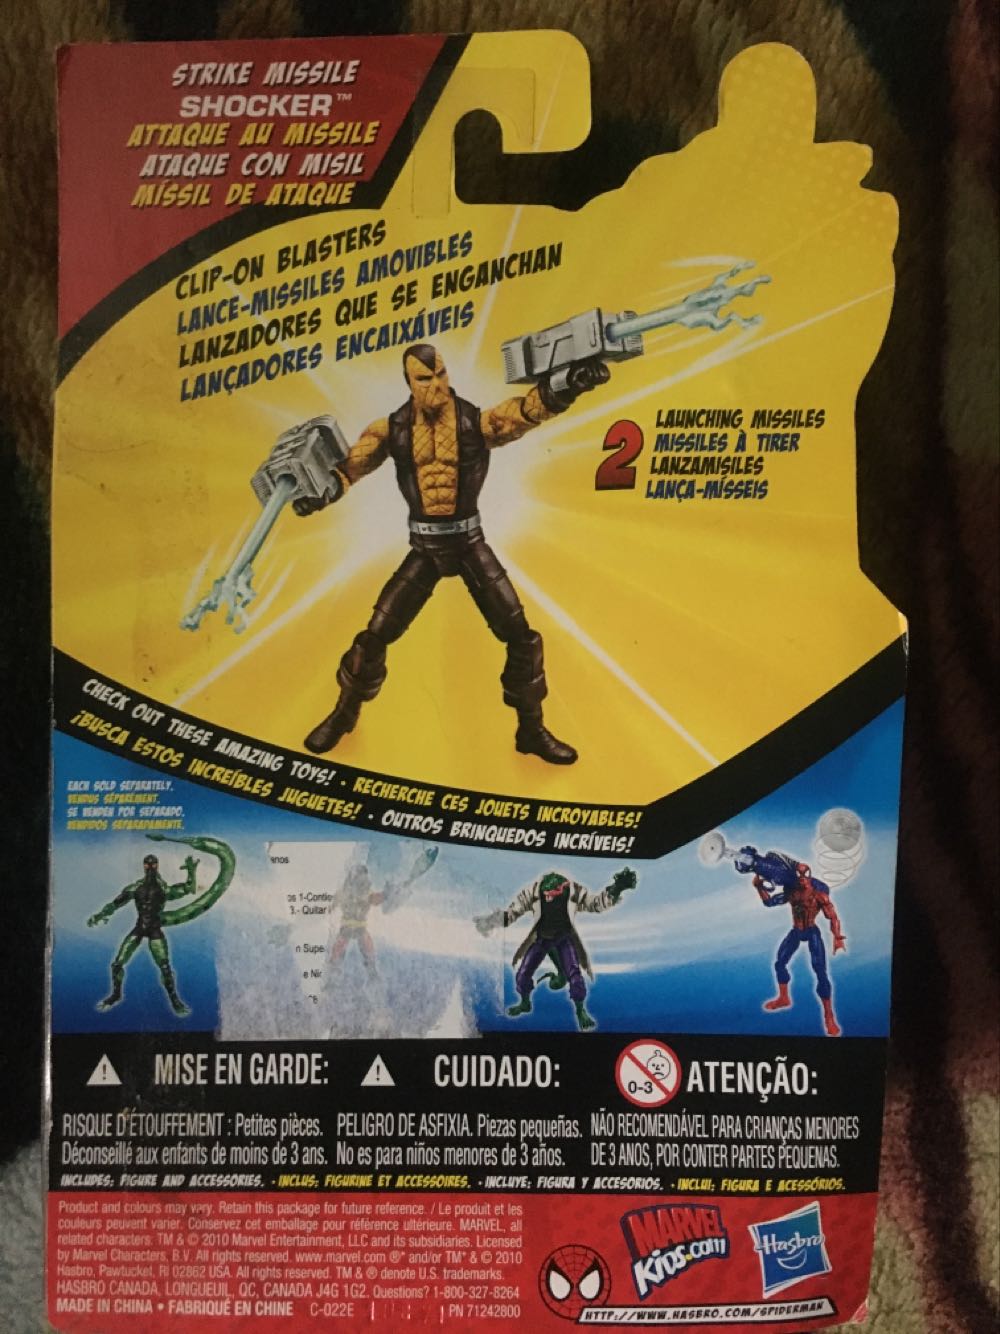 STRIKE MISSILE
SHOCKER™
ATTAQUE AU MISSILE
ATAQUE CON MISIL
MÍSSIL DE ATAQUE
CLIP-ON BLASTERS
LANCE-MISSILES AMOVIBLES
LANZADORES QUE SE ENGANCHAN
LANÇADORES ENCAIXÁVEIS
2
LAUNCHING MISSILES
MISSILES À TIRER
LANZAMISILES
LANÇA-MÍSSEIS
CHECK OUT THESE AMAZING TOYS! · RECHERCHE CES JOUETS INCROYABLES!
¡BUSCA ESTOS INCREÍBLES JUGUETES! · OUTROS BRINQUEDOS INCRÍVEIS!
EACH SOLD SEPARATELY.
VENDUS SÉPARÉMENT.
SE VENDEN POR SEPARADO.
VENDIDOS SEPARADAMENTE.
1-Contie
3.- Quitar
n Supe
e Nic
MISE EN GARDE:
CUIDADO:
0-3
ATENÇÃO:
RISQUE D'ÉTOUFFEMENT : Petites pièces.
Déconseillé aux enfants de moins de 3 ans.
PELIGRO DE ASFIXIA. Piezas pequeñas.
No es para niños menores de 3 años.
NÃO RECOMENDÁVEL PARA CRIANÇAS MENORES
DE 3 ANOS, POR CONTER PARTES PEQUENAS.
INCLUDES: FIGURE AND ACCESSORIES. · INCLUS: FIGURINE ET ACCESSOIRES. · INCLUYE: FIGURA Y ACCESORIOS. · INCLUI: FIGURA E ACESSÓRIOS.
Product and colours may vary. Retain this package for future reference. / Le produit et les
couleurs peuvent varier. Conservez cet emballage pour référence ultérieure. MARVEL, all
related characters: TM & © 2010 Marvel Entertainment, LLC and its subsidiaries. Licensed
by Marvel Characters, B.V. All rights reserved. www.marvel.com ®* and/or TM* & © 2010
Hasbro, Pawtucket, RI 02862 USA. All rights reserved. TM & ® denote U.S. trademarks.
HASBRO CANADA, LONGUEUIL, QC, CANADA J4G 1G2. Questions? 1-800-327-8264
MADE IN CHINA • FABRIQUÉ EN CHINE C-022E PN 71242800
MARVEL
Kids.com
Hasbro
HTTP://WWW.HASBRO.COM/SPIDERMAN